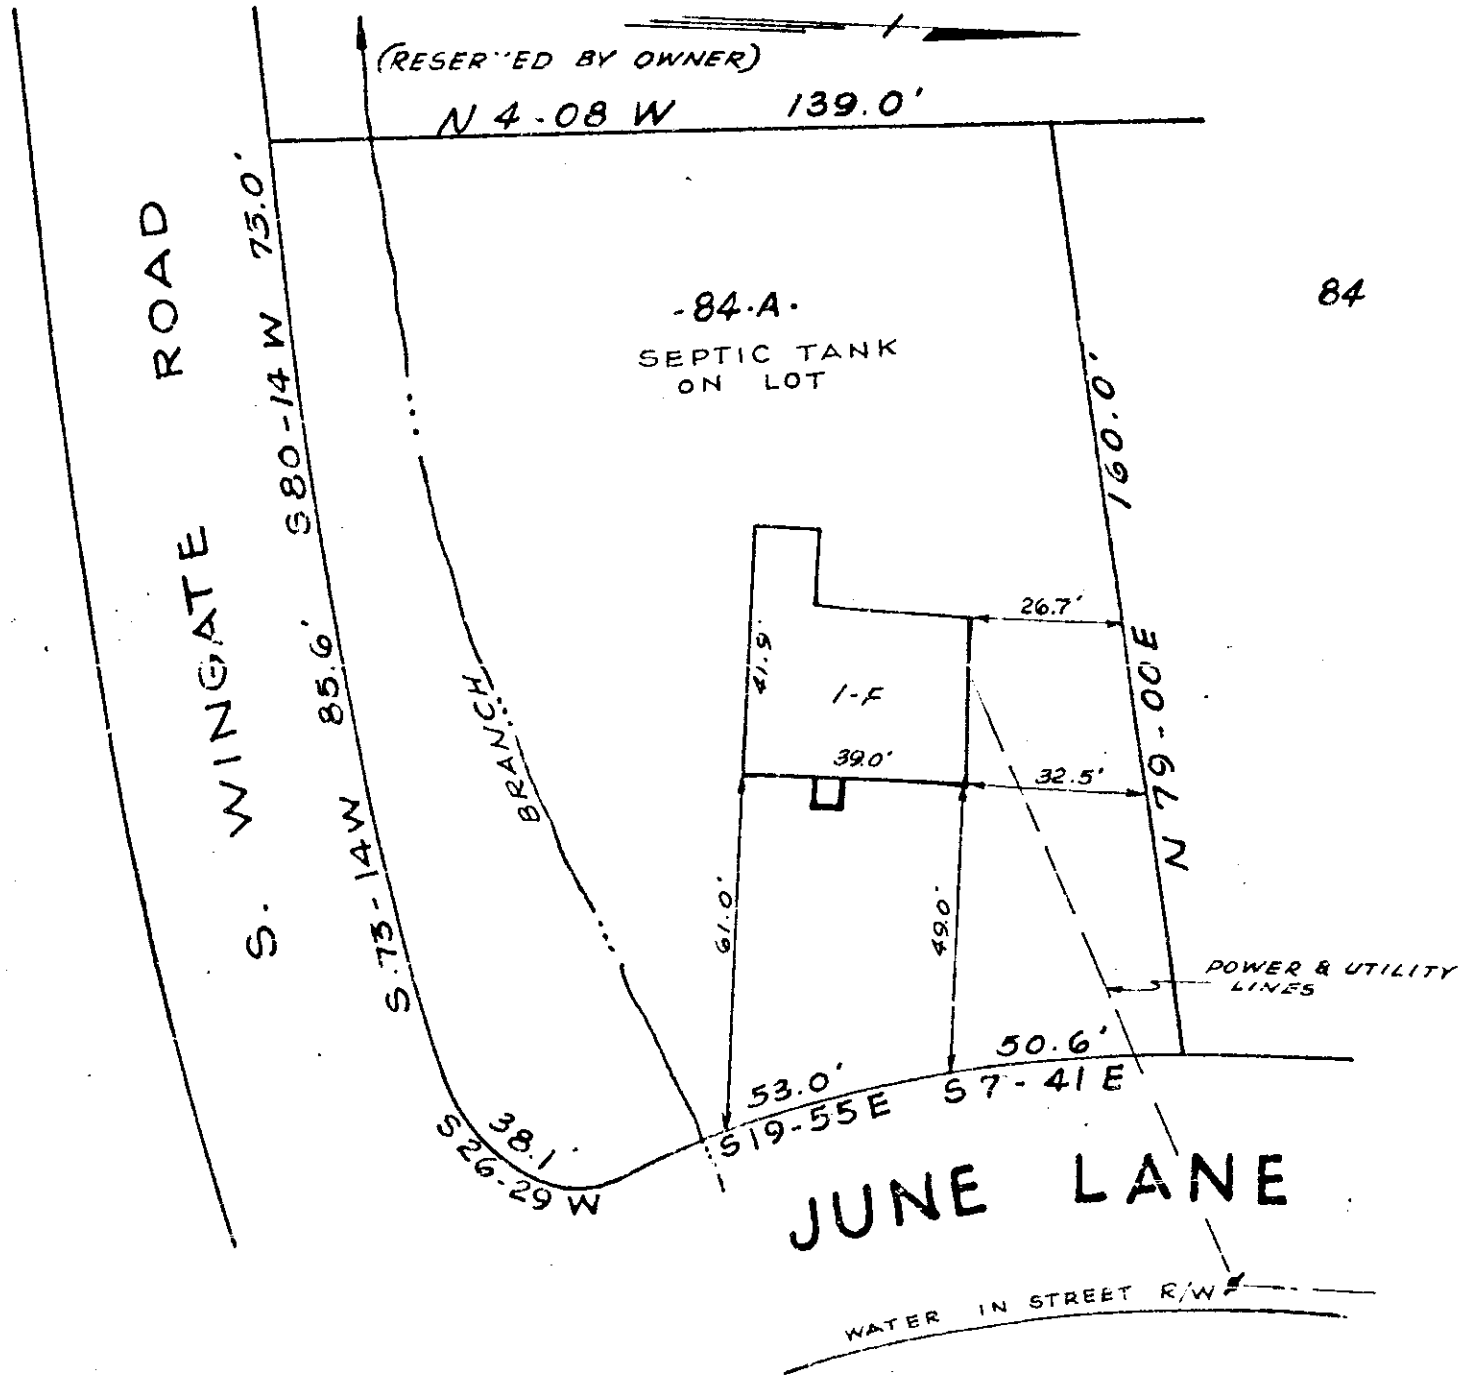 (RESER''ED BY OWNER)
N 4-08 W 139.0'
S. WINGATE ROAD
S80-14 W 75.0'
-84-A-
SEPTIC TANK
ON LOT
84
160.0'
N 79-00E
26.7'
41.9'
1-F
39.0'
32.5'
85.6'
S.73-14W
BRANCH
61.0'
49.0'
POWER & UTILITY
LINES
50.6'
S 7-41 E
53.0'
S19-55E
38.1'
S26-29 W
JUNE LANE
WATER IN STREET R/W